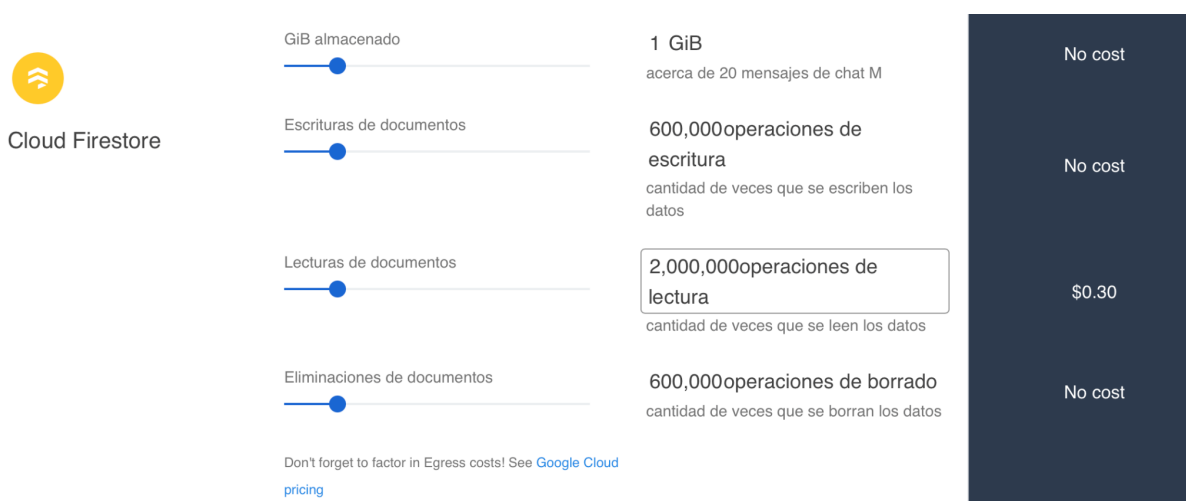 Cloud Firestore
GiB almacenado
1 GiB
acerca de 20 mensajes de chat M
No cost
Escrituras de documentos
600,000operaciones de
escritura
cantidad de veces que se escriben los
datos
No cost
Lecturas de documentos
2,000,000operaciones de
lectura
cantidad de veces que se leen los datos
$0.30
Eliminaciones de documentos
600,000operaciones de borrado
cantidad de veces que se borran los datos
No cost
Don't forget to factor in Egress costs! See Google Cloud
pricing